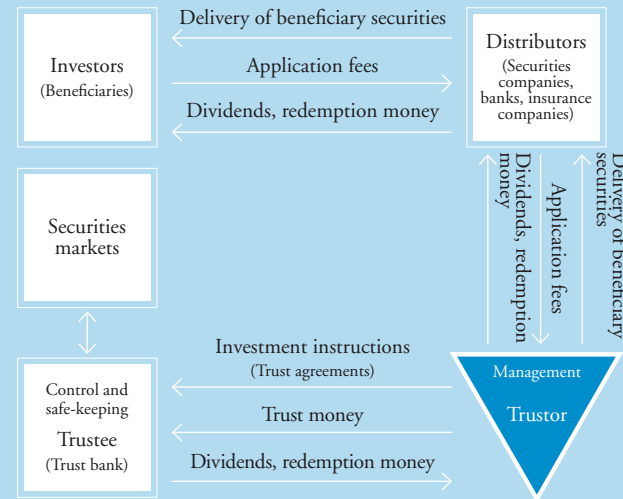 Delivery of beneficiary securities
Investors
(Beneficiaries)
Application fees
Dividends, redemption money
Distributors
(Securities
companies,
banks, insurance
companies)
Dividends, redemption
money
Application fees
Delivery of beneficiary
securities
Securities
markets
Investment instructions
(Trust agreements)
Trust money
Dividends, redemption money
Control and
safe-keeping
Trustee
(Trust bank)
Management
Trustor